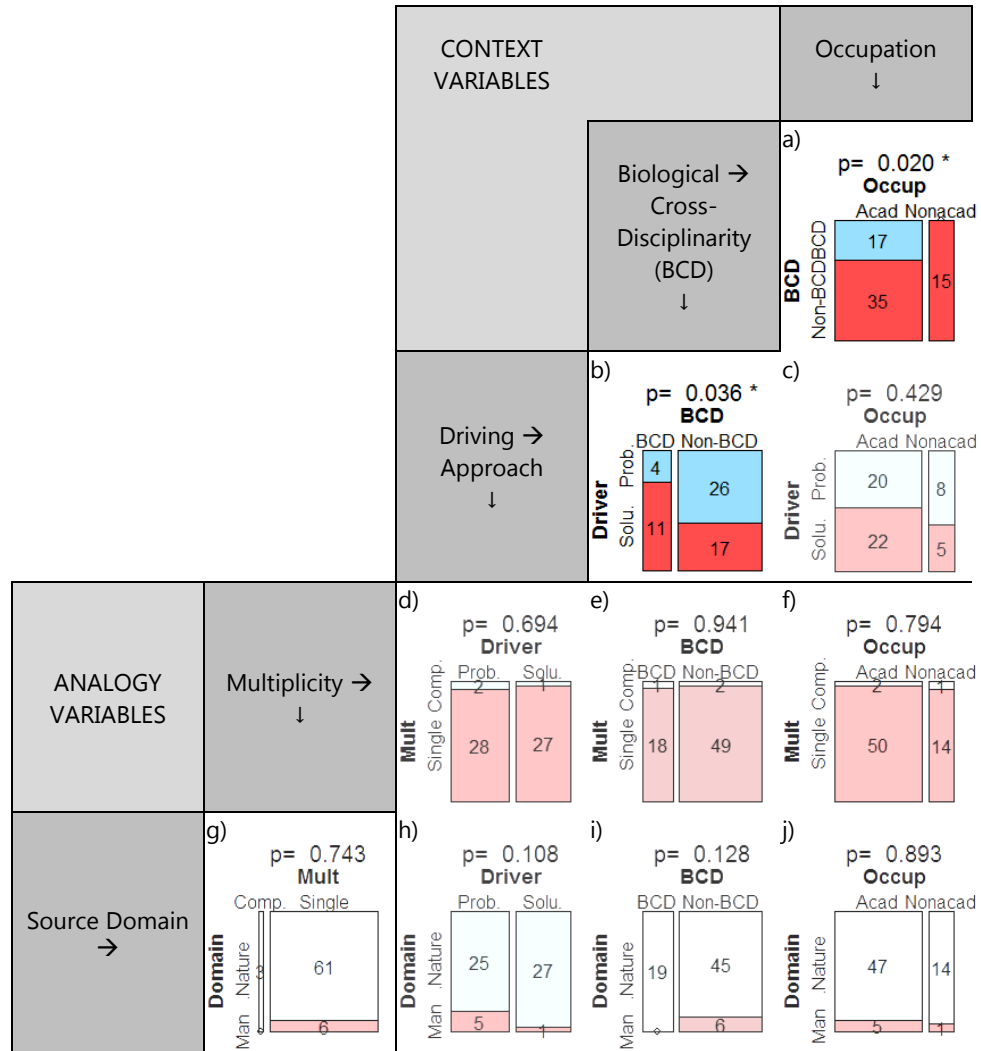 CONTEXT
VARIABLES
Occupation
↓
Biological →
Cross-
Disciplinarity
(BCD)
↓
a)
p= 0.020 *
Occup
Acad Nonacad
BCD
Non-BCD BCD
17
35
15
Driving →
Approach
↓
b)
p= 0.036 *
BCD
BCD Non-BCD
Driver
Solu. Prob.
4
26
11
17
c)
p= 0.429
Occup
Acad Nonacad
Driver
Solu. Prob.
20
8
22
5
ANALOGY
VARIABLES
Multiplicity →
↓
d)
p= 0.694
Driver
Prob. Solu.
Mult
Single Comp.
2
1
28
27
e)
p= 0.941
BCD
BCD Non-BCD
Mult
Single Comp.
1
2
18
49
f)
p= 0.794
Occup
Acad Nonacad
Mult
Single Comp.
2
1
50
14
Source Domain
→
g)
p= 0.743
Mult
Comp. Single
Domain
Man .Nature
3
61
6
h)
p= 0.108
Driver
Prob. Solu.
Domain
Man .Nature
25
27
5
1
i)
p= 0.128
BCD
BCD Non-BCD
Domain
Man .Nature
19
45
6
j)
p= 0.893
Occup
Acad Nonacad
Domain
Man .Nature
47
14
5
1